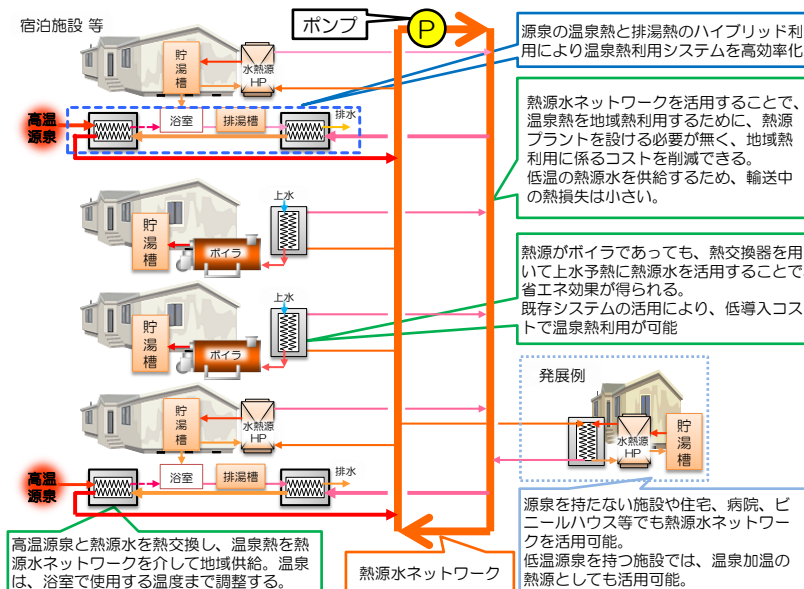 宿泊施設 等
ポンプ
P
源泉の温泉熱と排湯熱のハイブリッド利
用により温泉熱利用システムを高効率化
貯湯槽
水熱源
HP
高温
源泉
浴室
排湯槽
排水
熱源水ネットワークを活用することで、
温泉熱を地域熱利用するために、熱源
プラントを設ける必要が無く、地域熱
利用に係るコストを削減できる。
低温の熱源水を供給するため、輸送中
の熱損失は小さい。
上水
貯湯槽
ボイラ
熱源がボイラであっても、熱交換器を用
いて上水予熱に熱源水を活用することで
省エネ効果が得られる。
既存システムの活用により、低導入コス
トで温泉熱利用が可能
上水
貯湯槽
ボイラ
発展例
水熱源
HP
貯湯槽
貯湯槽
水熱源
HP
高温
源泉
浴室
排湯槽
排水
源泉を持たない施設や住宅、病院、ビ
ニールハウス等でも熱源水ネットワー
クを活用可能。
低温源泉を持つ施設では、温泉加温の
熱源としても活用可能。
高温源泉と熱源水を熱交換し、温泉熱を熱
源水ネットワークを介して地域供給。温泉
は、浴室で使用する温度まで調整する。
熱源水ネットワーク